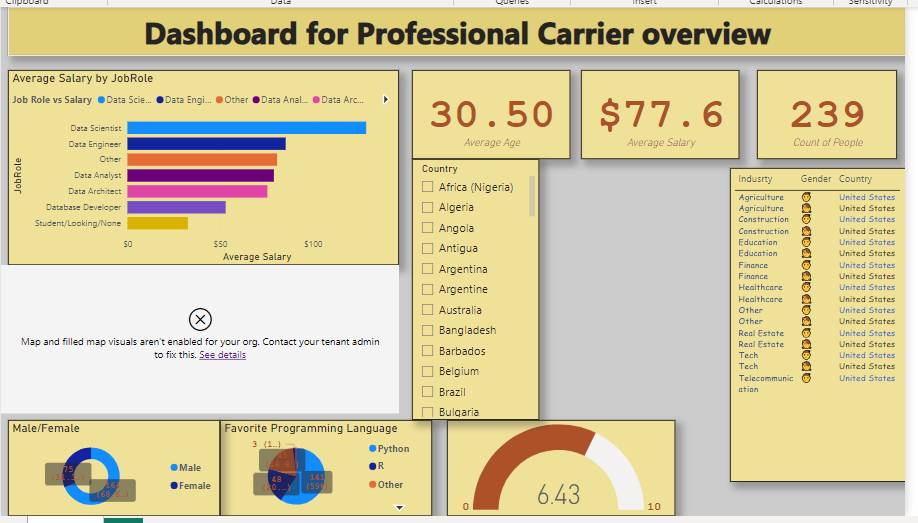 Clipboard Data Queries Insert Calculations Sensitivity
Dashboard for Professional Carrier overview
Average Salary by JobRole
Job Role vs Salary Data Scie... Data Engi... Other Data Anal... Data Arc...
JobRole
Data Scientist
Data Engineer
Other
Data Analyst
Data Architect
Database Developer
Student/Looking/None
$0 $50 $100
Average Salary
30.50
Average Age
$77.6
Average Salary
239
Count of People
Country
Africa (Nigeria)
Algeria
Angola
Antigua
Argentina
Argentine
Australia
Bangladesh
Barbados
Belgium
Brazil
Bulgaria
Indusrty Gender Country
Agriculture United States
Agriculture United States
Construction United States
Construction United States
Education United States
Education United States
Finance United States
Finance United States
Healthcare United States
Healthcare United States
Other United States
Other United States
Real Estate United States
Real Estate United States
Tech United States
Tech United States
Telecommunic United States
ation
Map and filled map visuals aren't enabled for your org. Contact your tenant admin
to fix this. See details
Male/Female
75
Male
Female
Favorite Programming Language
3 (1...)
48
141
Python
R
Other
6.43
0 10